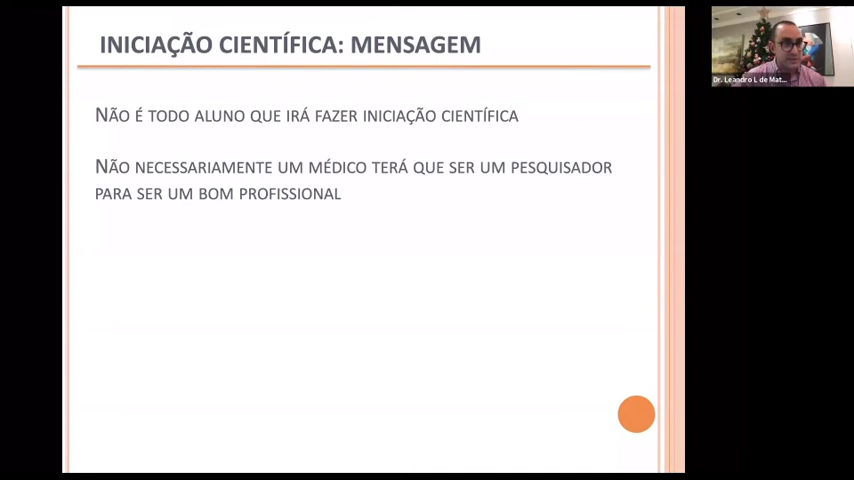 INICIAÇÃO CIENTÍFICA: MENSAGEM
NÃO É TODO ALUNO QUE IRÁ FAZER INICIAÇÃO CIENTÍFICA
NÃO NECESSARIAMENTE UM MÉDICO TERÁ QUE SER UM PESQUISADOR
PARA SER UM BOM PROFISSIONAL
Dr. Leandro L de Mat...